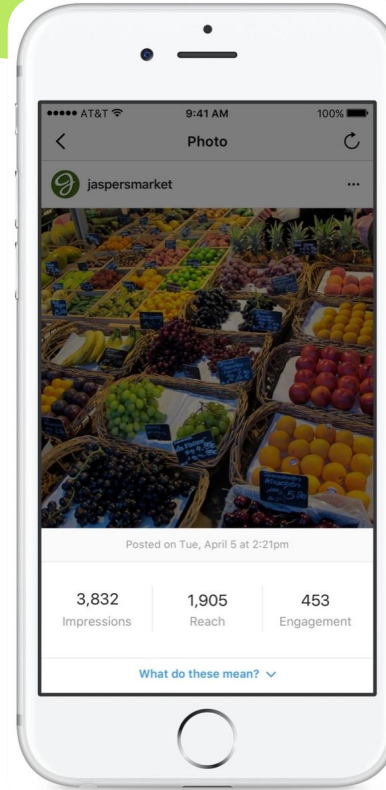 AT&T 9:41 AM 100%
Photo
jaspersmarket
Posted on Tue, April 5 at 2:21pm
3,832 1,905 453
Impressions Reach Engagement
What do these mean?